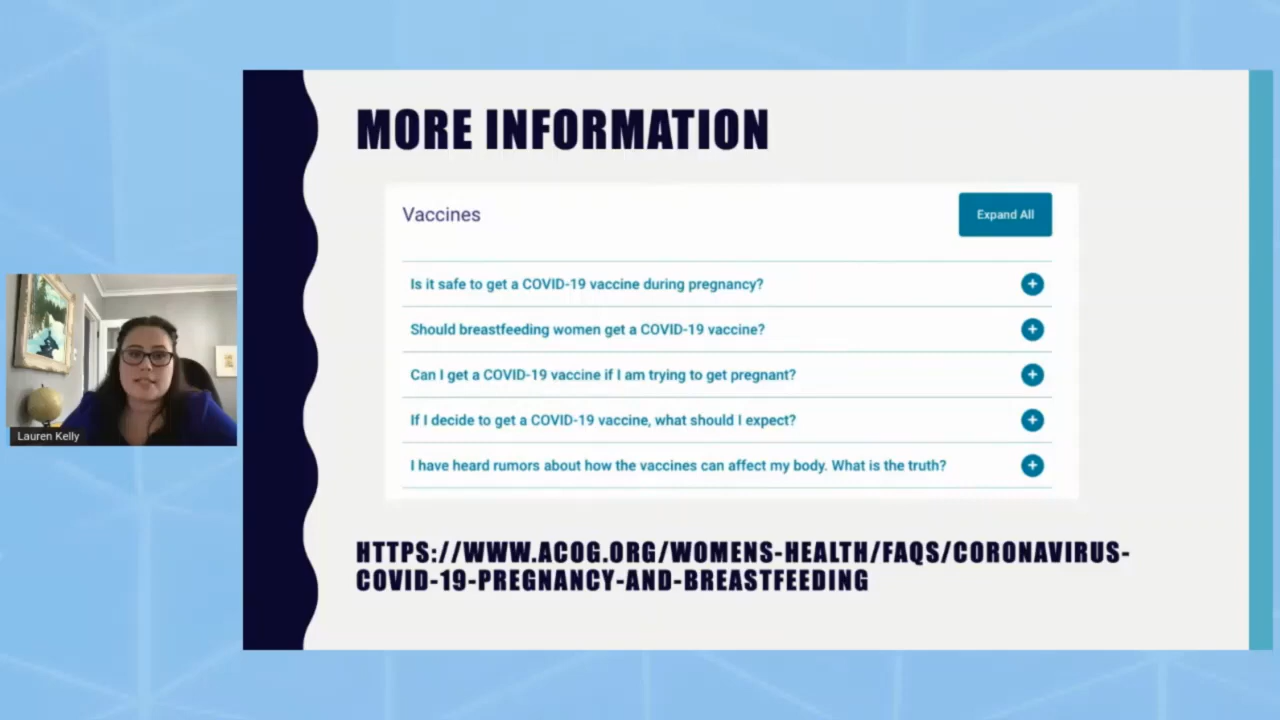 MORE INFORMATION
Vaccines
Expand All
Is it safe to get a COVID-19 vaccine during pregnancy?
Should breastfeeding women get a COVID-19 vaccine?
Can I get a COVID-19 vaccine if I am trying to get pregnant?
If I decide to get a COVID-19 vaccine, what should I expect?
I have heard rumors about how the vaccines can affect my body. What is the truth?
Lauren Kelly
HTTPS://WWW.ACOG.ORG/WOMENS-HEALTH/FAQS/CORONAVIRUS-
COVID-19-PREGNANCY-AND-BREASTFEEDING